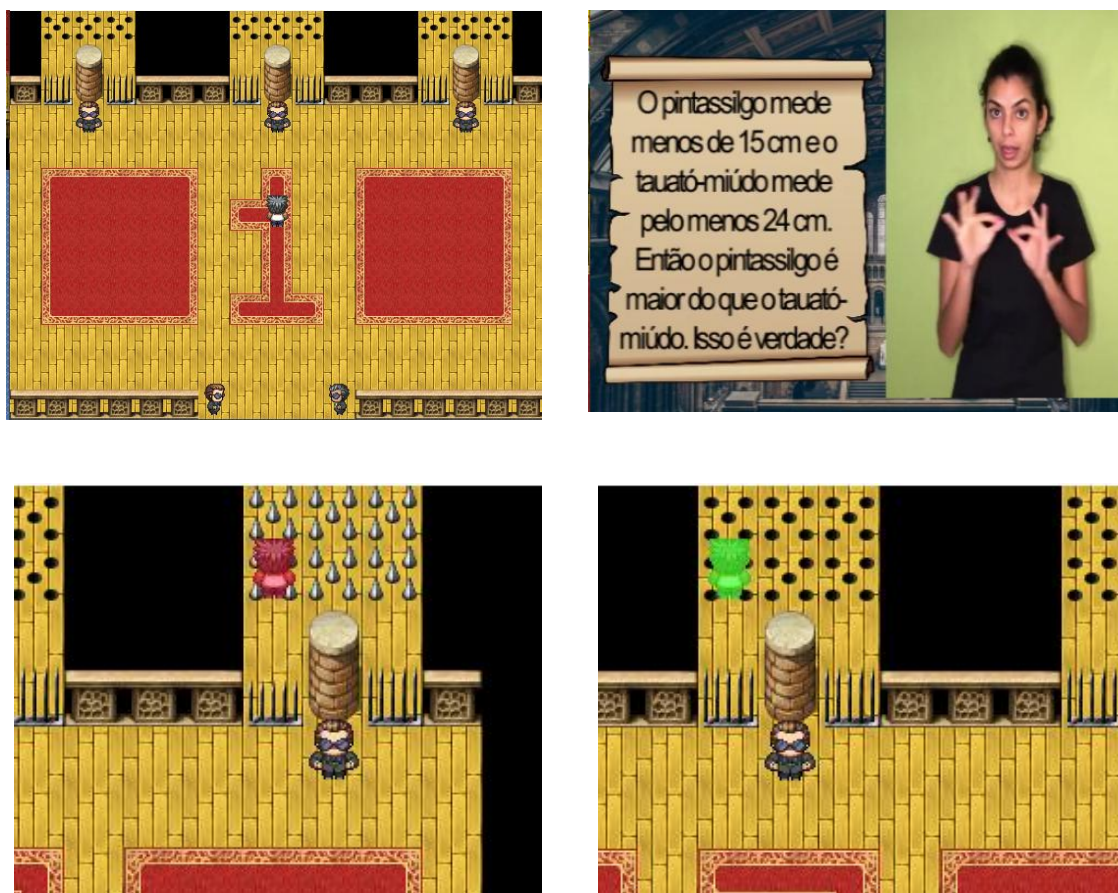 O pintassilgo mede
menos de 15 cm e o
tauató-miúdo mede
pelo menos 24 cm.
Então o pintassilgo é
maior do que o tauató-
miúdo. Isso é verdade?